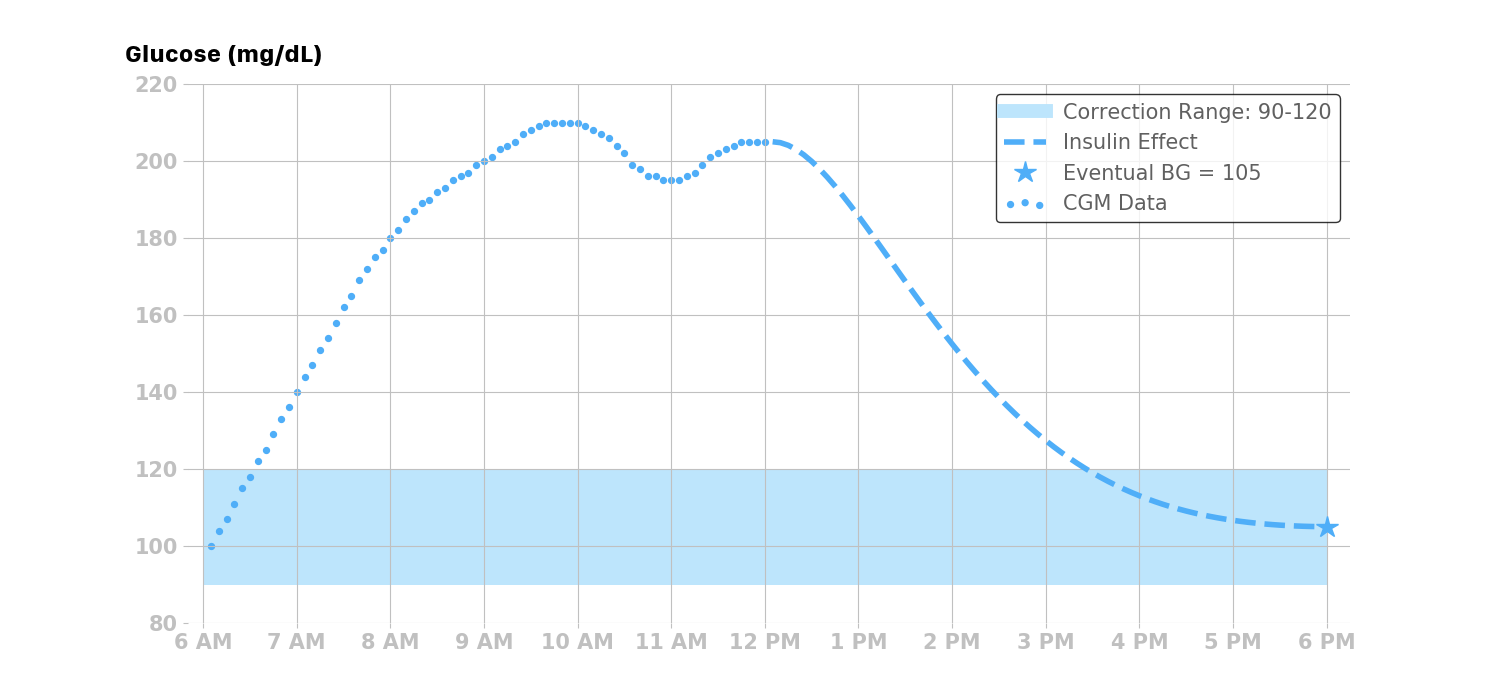 Glucose (mg/dL)
220
200
180
160
140
120
100
80
6 AM 7 AM 8 AM 9 AM 10 AM 11 AM 12 PM 1 PM 2 PM 3 PM 4 PM 5 PM 6 PM
Correction Range: 90-120
Insulin Effect
Eventual BG = 105
CGM Data